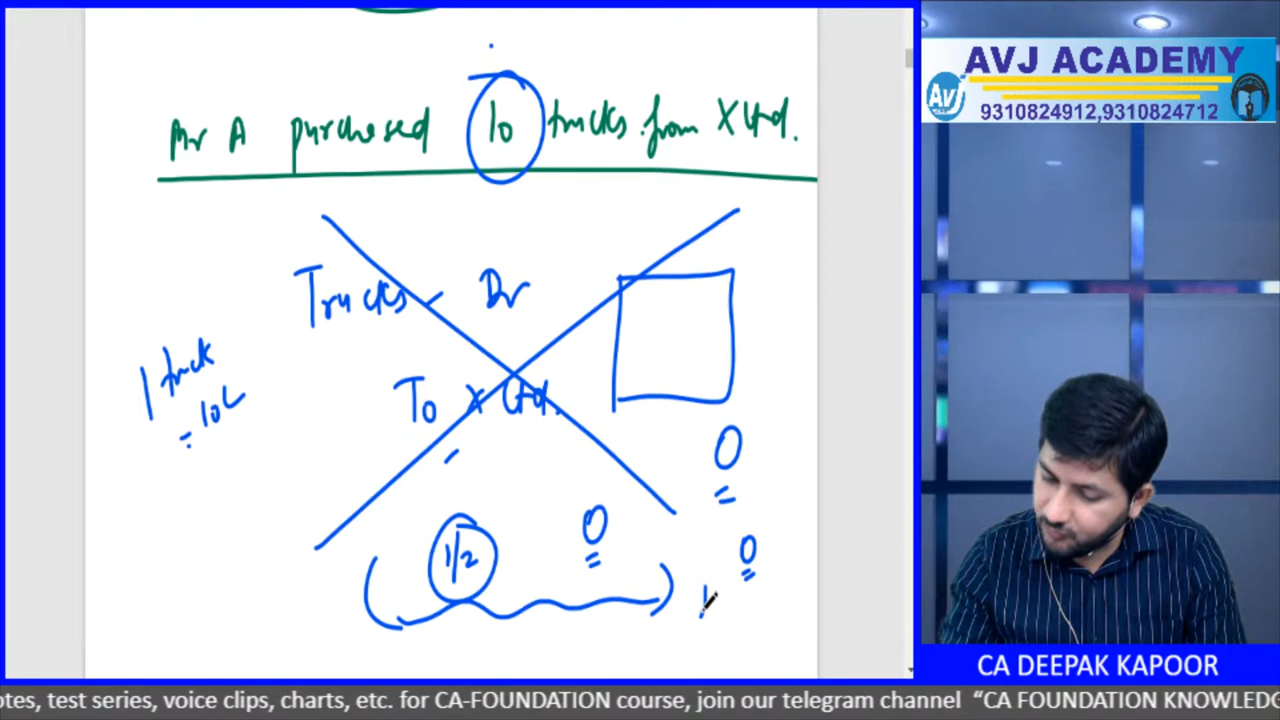 AVJ ACADEMY
AV
9310824912,9310824712
Mr A purchased 10 trucks from X Ltd.
Trucks Dr
1 truck
10L
To X Ltd.
0
1/2 0 0
CA DEEPAK KAPOOR
otes, test series, voice clips, charts, etc. for CA-FOUNDATION course, join our telegram channel “CA FOUNDATION KNOWLEDG